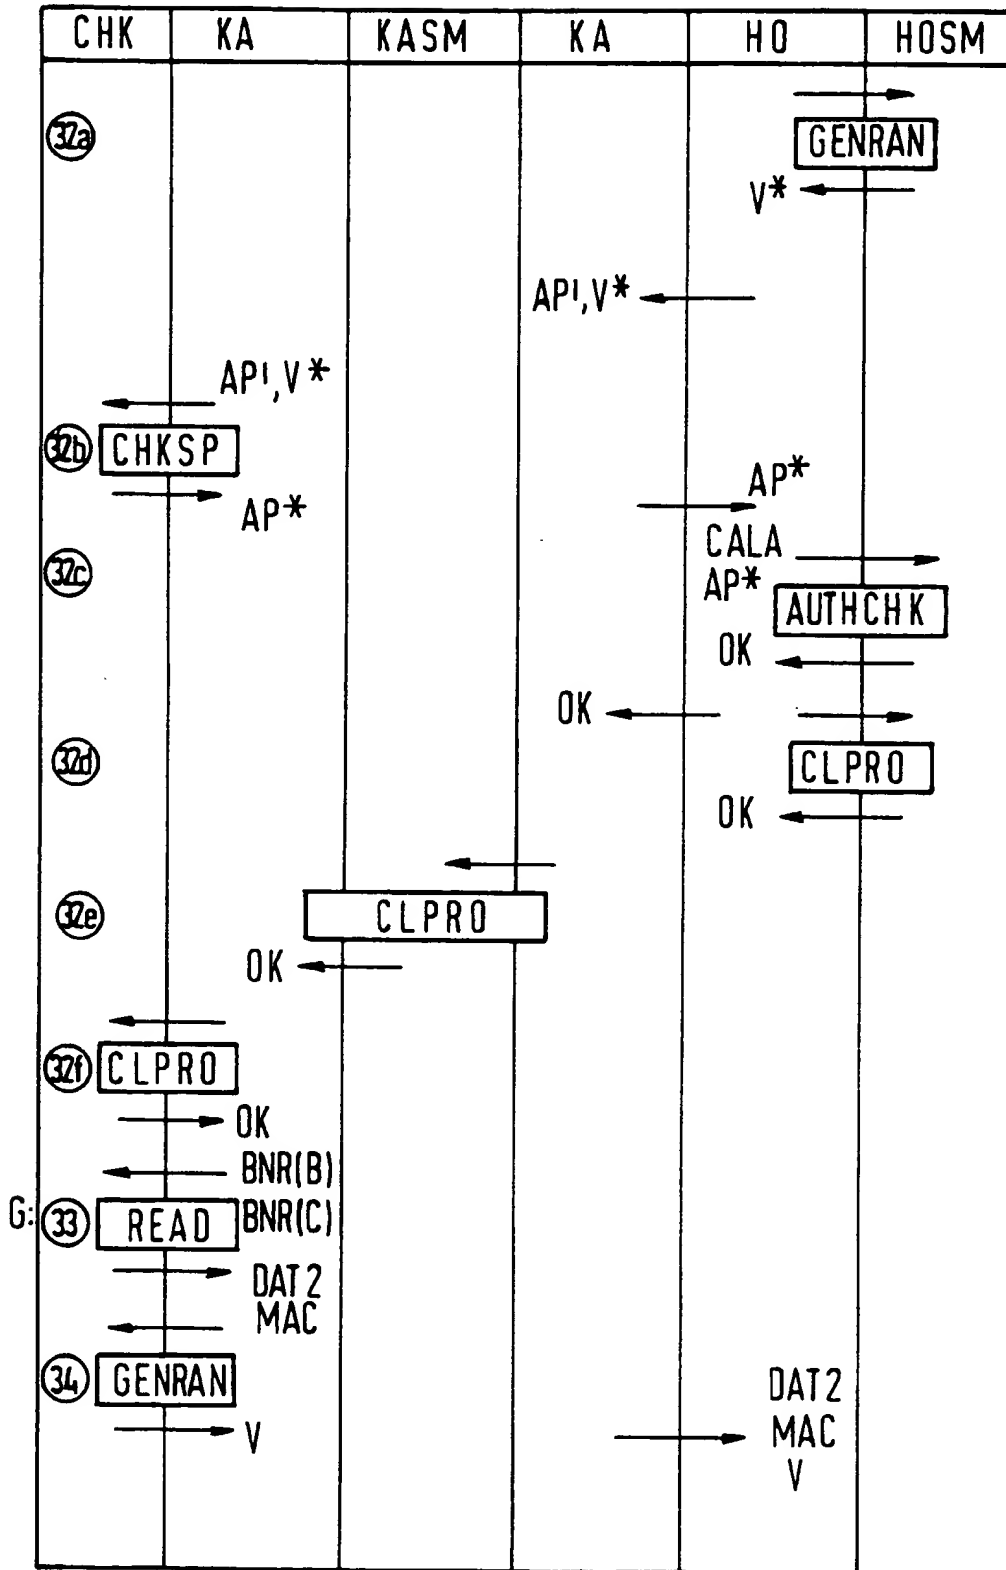 CHK KA KASM KA HO HOSM
32a GENRAN
V*
AP',V*
AP',V*
32b CHKSP
AP*
AP*
CALA
32c AP*
AUTHCHK
OK
OK
32d CLPRO
OK
32e CLPRO
OK
32f CLPRO
OK
BNR(B)
G: 33 READ BNR(C)
DAT2
MAC
34 GENRAN
V
DAT2
MAC
V